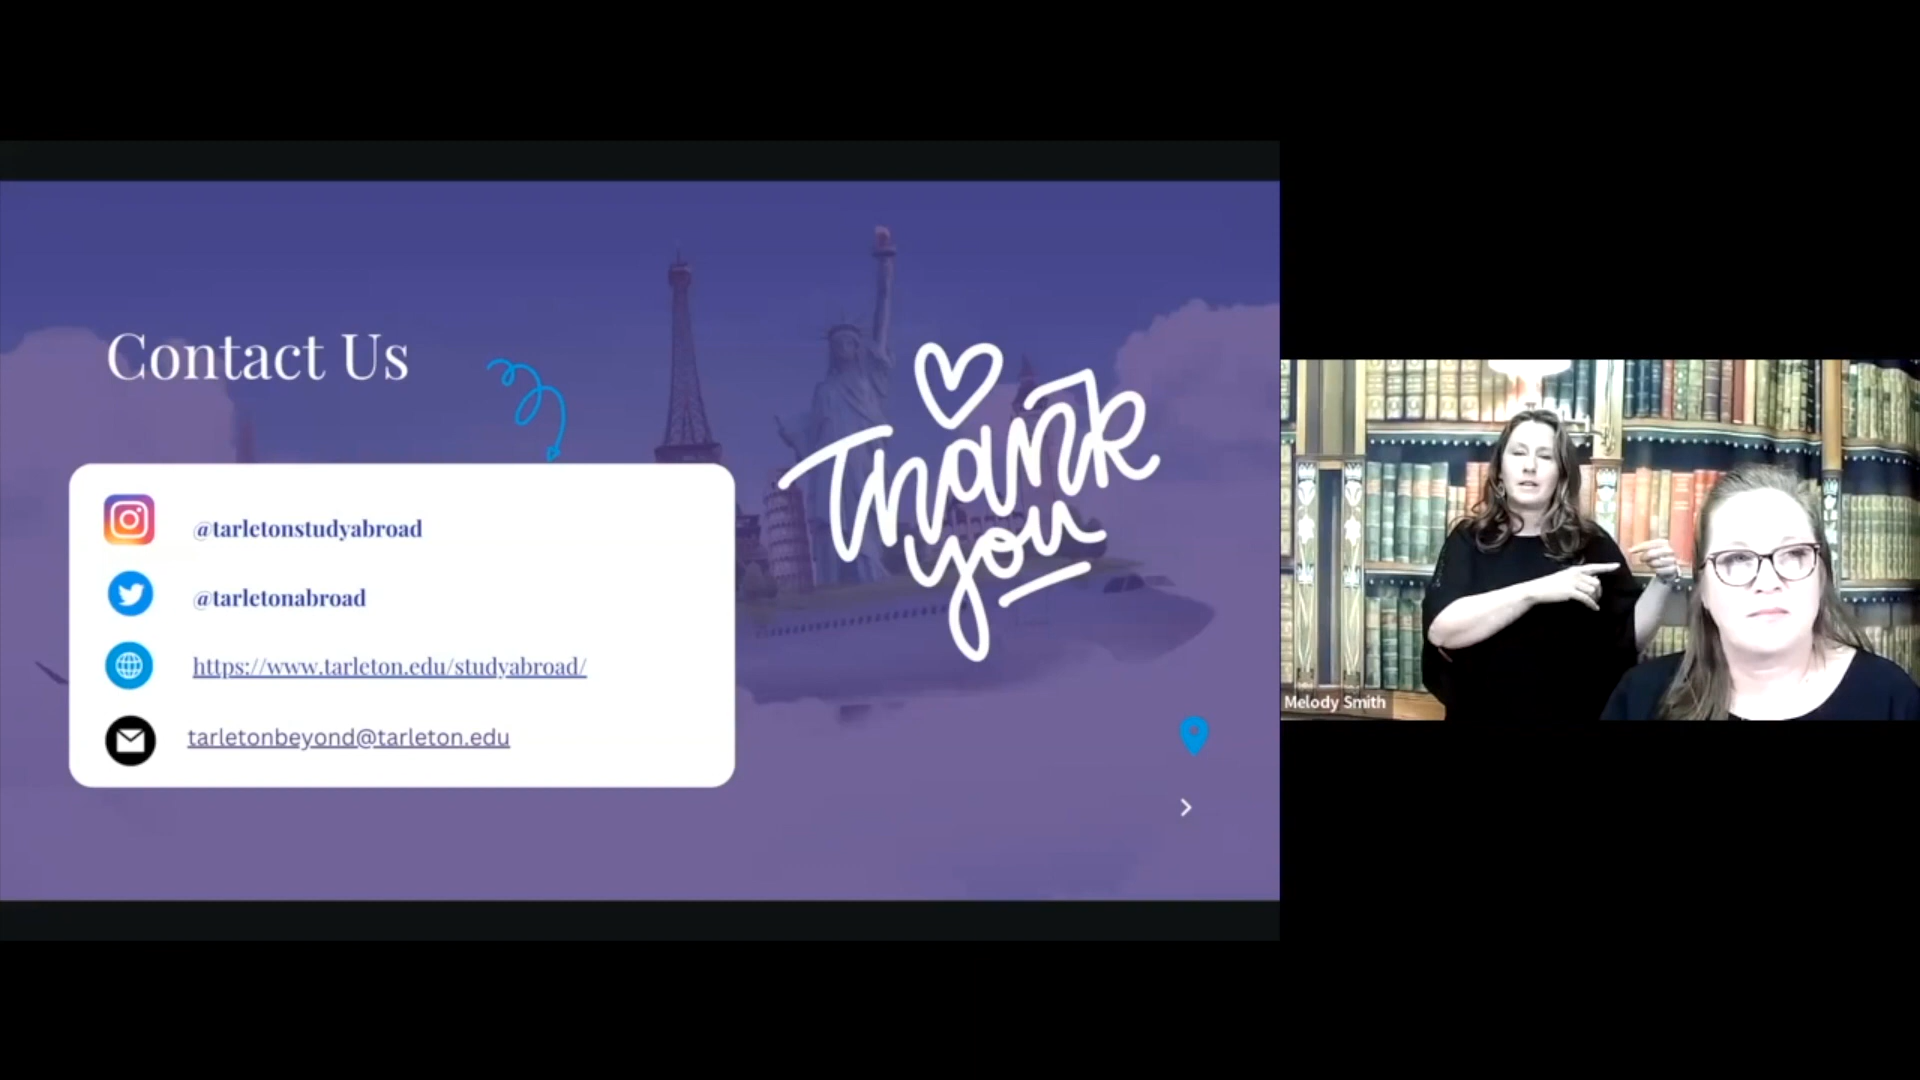 Contact Us
@tarletonstudyabroad
@tarletonabroad
https://www.tarleton.edu/studyabroad/
tarletonbeyond@tarleton.edu
Thank
you
Melody Smith